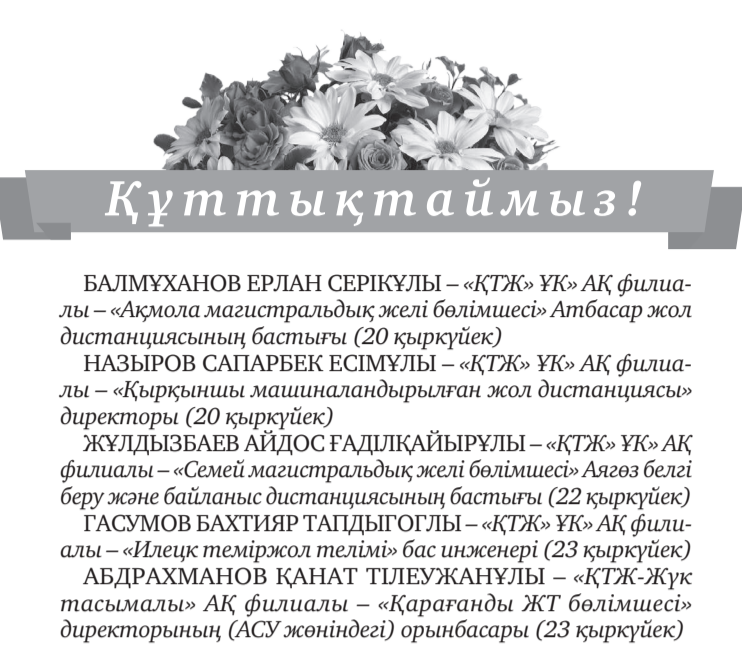 Құттықтаймыз!
БАЛМҰХАНОВ ЕРЛАН СЕРІКҰЛЫ – «ҚТЖ» ҰК» АҚ филиа-
лы – «Ақмола магистральдық желі бөлімшесі» Атбасар жол
дистанциясының бастығы (20 қыркүйек)
НАЗЫРОВ САПАРБЕК ЕСІМҰЛЫ – «ҚТЖ» ҰК» АҚ филиа-
лы – «Қырқыншы машиналандырылған жол дистанциясы»
директоры (20 қыркүйек)
ЖҰЛДЫЗБАЕВ АЙДОС ҒАДІЛҚАЙЫРҰЛЫ – «ҚТЖ» ҰК» АҚ
филиалы – «Семей магистральдық желі бөлімшесі» Аягөз белгі
беру және байланыс дистанциясының бастығы (22 қыркүйек)
ГАСУМОВ БАХТИЯР ТАПДЫГОГЛЫ – «ҚТЖ» ҰК» АҚ фили-
алы – «Илецк теміржол телімі» бас инженері (23 қыркүйек)
АБДРАХМАНОВ ҚАНАТ ТІЛЕУЖАНҰЛЫ – «ҚТЖ-Жүк
тасымалы» АҚ филиалы – «Қарағанды ЖТ бөлімшесі»
директорының (АСУ жөніндегі) орынбасары (23 қыркүйек)